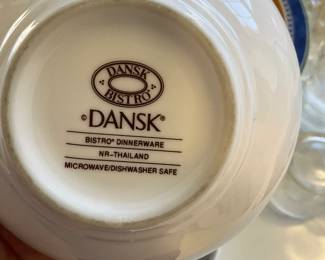 DANSK
BISTRO
©DANSK®
BISTRO® DINNERWARE
NR-THAILAND
MICROWAVE/DISHWASHER SAFE